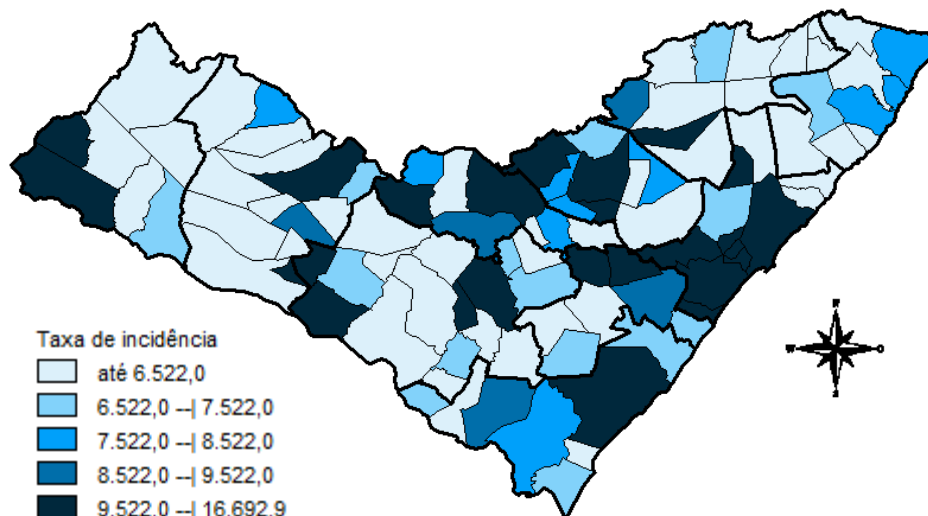 Taxa de incidência
até 6.522,0
6.522,0 --| 7.522,0
7.522,0 --| 8.522,0
8.522,0 --| 9.522,0
9.522,0 --| 16.692,9
N
W
O
S